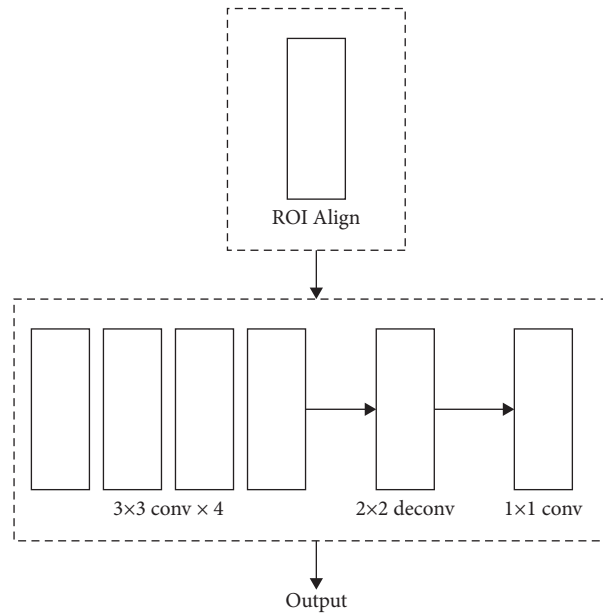 ROI Align
3×3 conv × 4
2×2 deconv
1×1 conv
Output